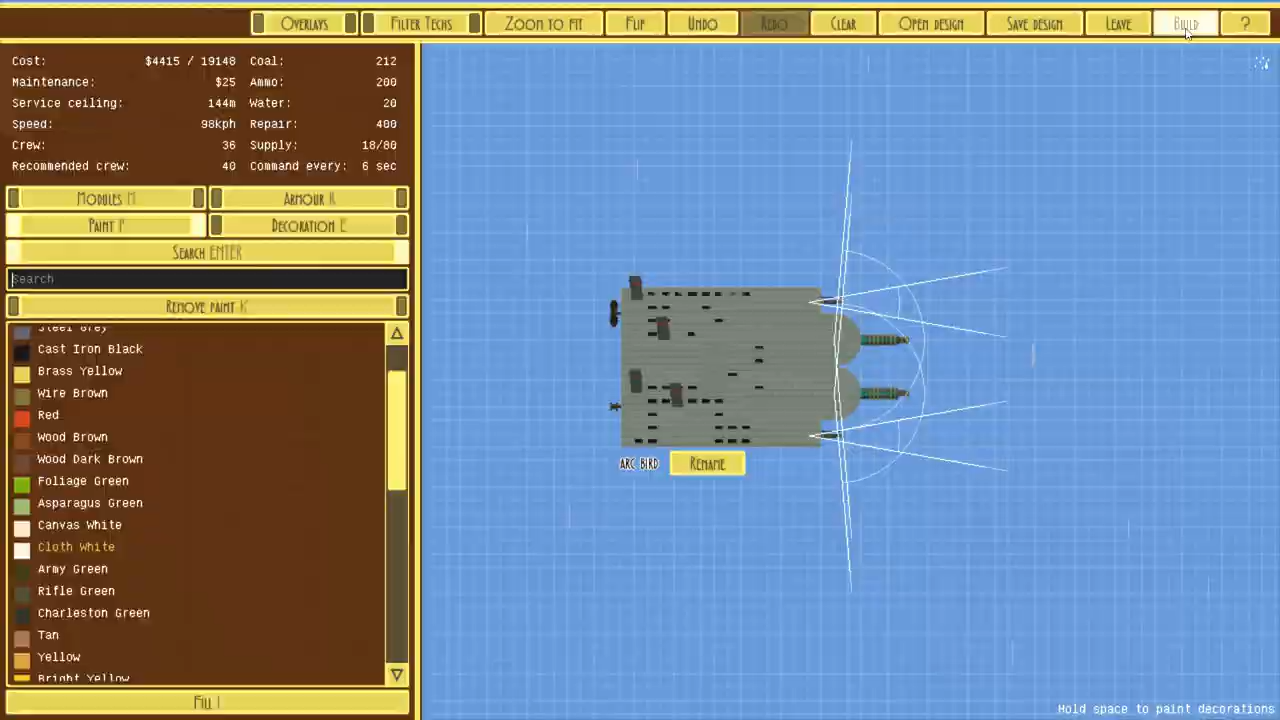 Overlays Filter Techs Zoom to fit Flip Undo Redo Clear Open design Save design Leave Build ?
Cost: $4415 / 19148 Coal: 212
Maintenance: $25 Ammo: 200
Service ceiling: 144m Water: 20
Speed: 98kph Repair: 400
Crew: 36 Supply: 18/80
Recommended crew: 40 Command every: 6 sec
Modules M Armour R
Paint P Decoration E
Search ENTER
Search
Remove paint K
Steel Grey
Cast Iron Black
Brass Yellow
Wire Brown
Red
Wood Brown
Wood Dark Brown
Foliage Green
Asparagus Green
Canvas White
Cloth White
Army Green
Rifle Green
Charleston Green
Tan
Yellow
Bright Yellow
Fill I
Arc Bird Rename
Hold space to paint decorations